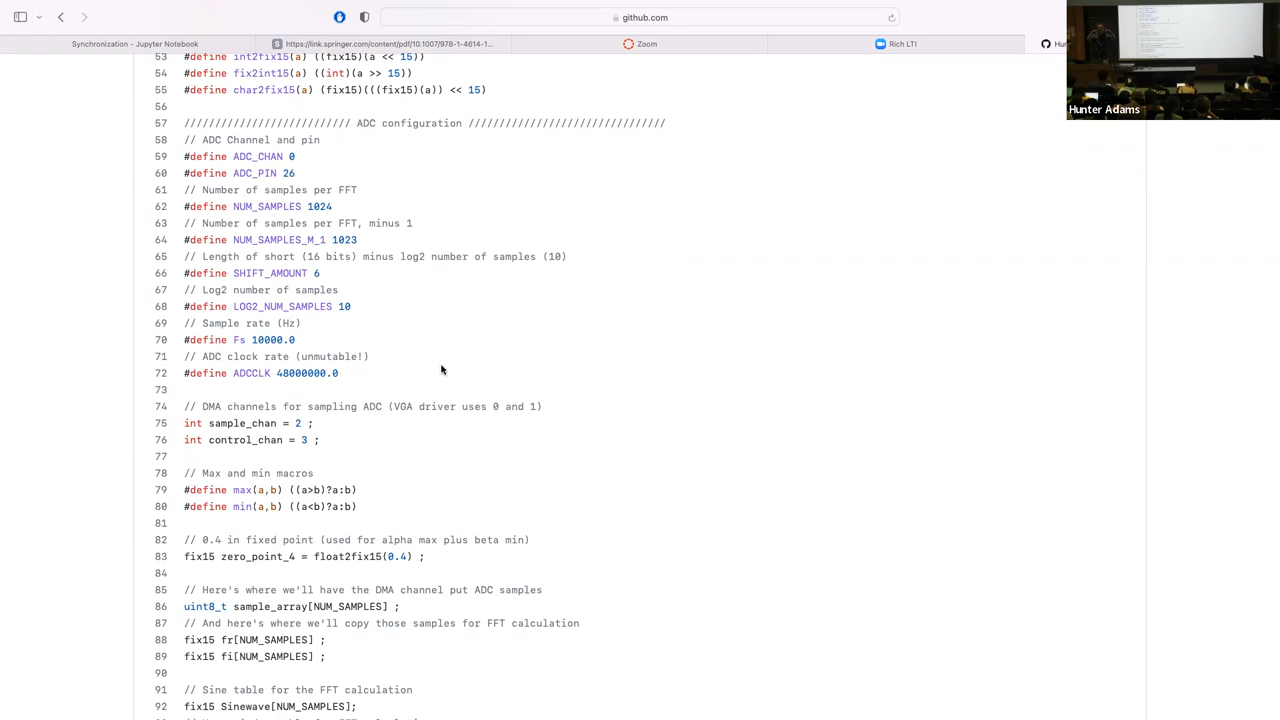 github.com
Synchronization - Jupyter Notebook
https://link.springer.com/content/pdf/10.1007/978-1-4614-1...
Zoom
Rich LTI
Hun
Hunter Adams
53 #define int2fix15(a) ((fix15)(a << 15))
54 #define fix2int15(a) ((int)(a >> 15))
55 #define char2fix15(a) (fix15)(((fix15)(a)) << 15)
56
57 /////////////////////////// ADC configuration ////////////////////////////////
58 // ADC Channel and pin
59 #define ADC_CHAN 0
60 #define ADC_PIN 26
61 // Number of samples per FFT
62 #define NUM_SAMPLES 1024
63 // Number of samples per FFT, minus 1
64 #define NUM_SAMPLES_M_1 1023
65 // Length of short (16 bits) minus log2 number of samples (10)
66 #define SHIFT_AMOUNT 6
67 // Log2 number of samples
68 #define LOG2_NUM_SAMPLES 10
69 // Sample rate (Hz)
70 #define Fs 10000.0
71 // ADC clock rate (unmutable!)
72 #define ADCCLK 48000000.0
73
74 // DMA channels for sampling ADC (VGA driver uses 0 and 1)
75 int sample_chan = 2 ;
76 int control_chan = 3 ;
77
78 // Max and min macros
79 #define max(a,b) ((a>b)?a:b)
80 #define min(a,b) ((a<b)?a:b)
81
82 // 0.4 in fixed point (used for alpha max plus beta min)
83 fix15 zero_point_4 = float2fix15(0.4) ;
84
85 // Here's where we'll have the DMA channel put ADC samples
86 uint8_t sample_array[NUM_SAMPLES] ;
87 // And here's where we'll copy those samples for FFT calculation
88 fix15 fr[NUM_SAMPLES] ;
89 fix15 fi[NUM_SAMPLES] ;
90
91 // Sine table for the FFT calculation
92 fix15 Sinewave[NUM_SAMPLES];